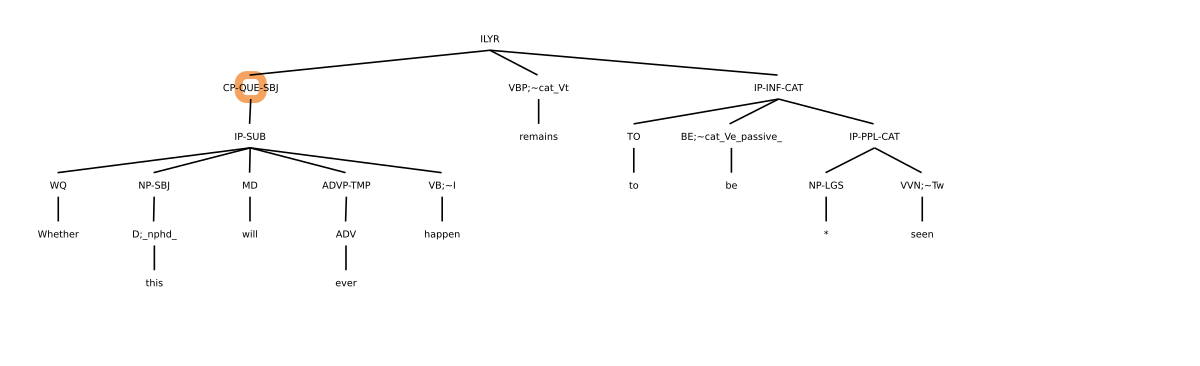 ILYR
CP-QUE-SBJ VBP;~cat_Vt IP-INF-CAT
IP-SUB remains TO BE;~cat_Ve_passive_ IP-PPL-CAT
WQ NP-SBJ MD ADVP-TMP VB;~I to be NP-LGS VVN;~Tw
Whether D;_nphd_ will ADV happen * seen
this ever